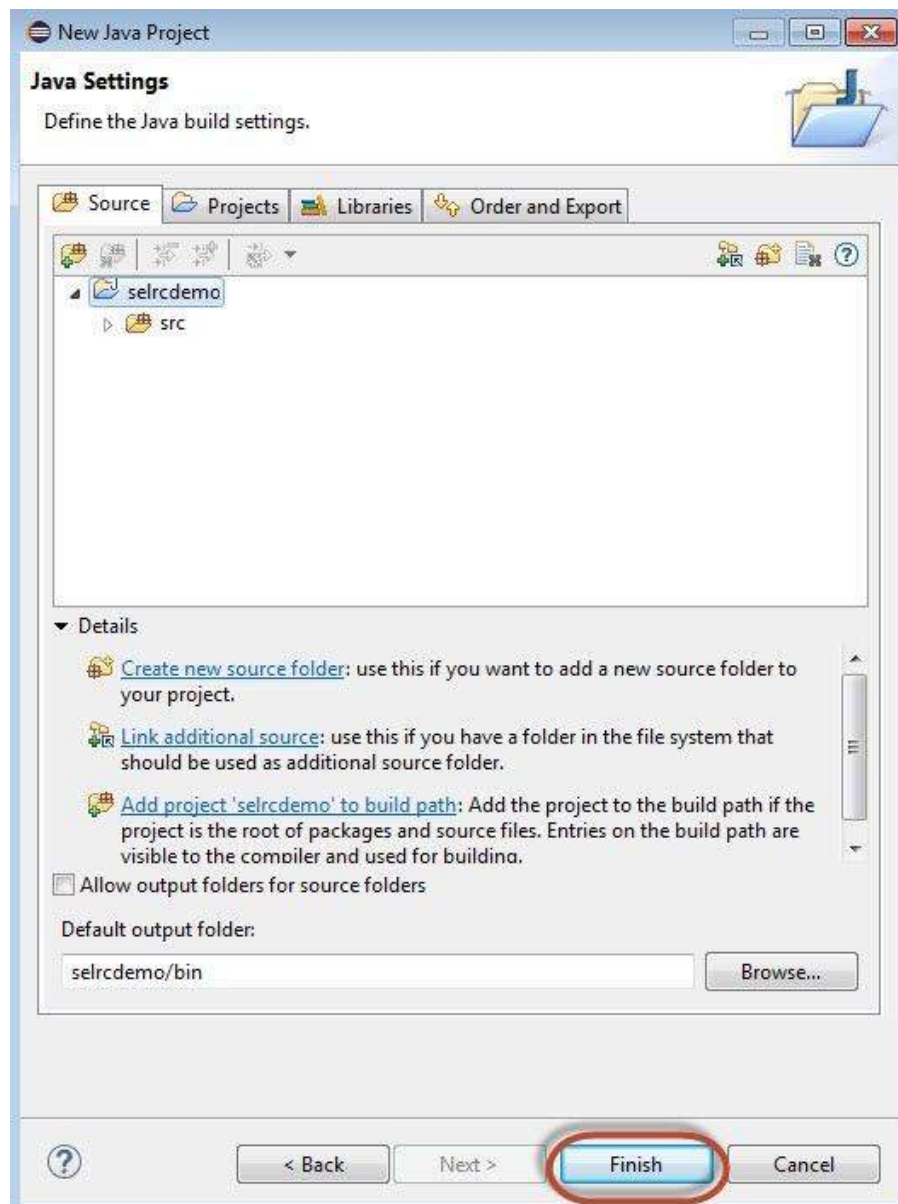 New Java Project
Java Settings
Define the Java build settings.
Source
Projects
Libraries
Order and Export
selrcdemo
src
Details
Create new source folder: use this if you want to add a new source folder to
your project.
Link additional source: use this if you have a folder in the file system that
should be used as additional source folder.
Add project 'selrcdemo' to build path: Add the project to the build path if the
project is the root of packages and source files. Entries on the build path are
visible to the compiler and used for building.
Allow output folders for source folders
Default output folder:
selrcdemo/bin
Browse...
< Back
Next >
Finish
Cancel